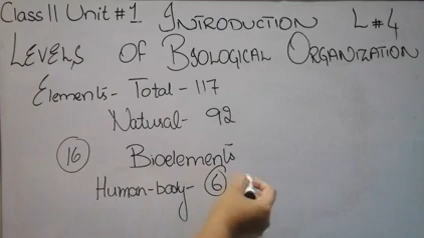 Class II Unit #1 INTRODUCTION L#4
LEVELS OF BIOLOGICAL ORGANIZATION
Elements- Total - 117
Natural- 92
16 Bioelements
Human-body- 6